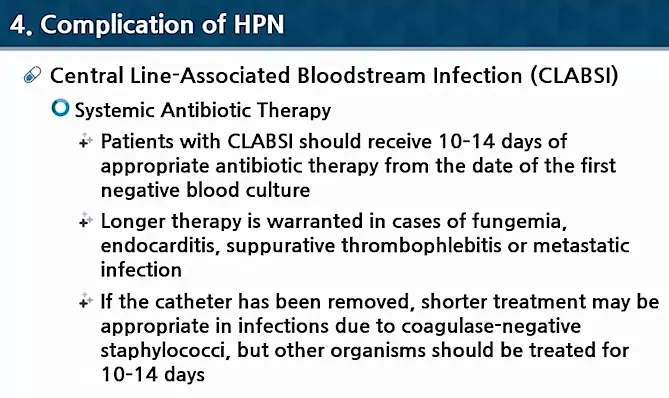 4. Complication of HPN
Central Line-Associated Bloodstream Infection (CLABSI)
Systemic Antibiotic Therapy
Patients with CLABSI should receive 10-14 days of
appropriate antibiotic therapy from the date of the first
negative blood culture
Longer therapy is warranted in cases of fungemia,
endocarditis, suppurative thrombophlebitis or metastatic
infection
If the catheter has been removed, shorter treatment may be
appropriate in infections due to coagulase-negative
staphylococci, but other organisms should be treated for
10-14 days